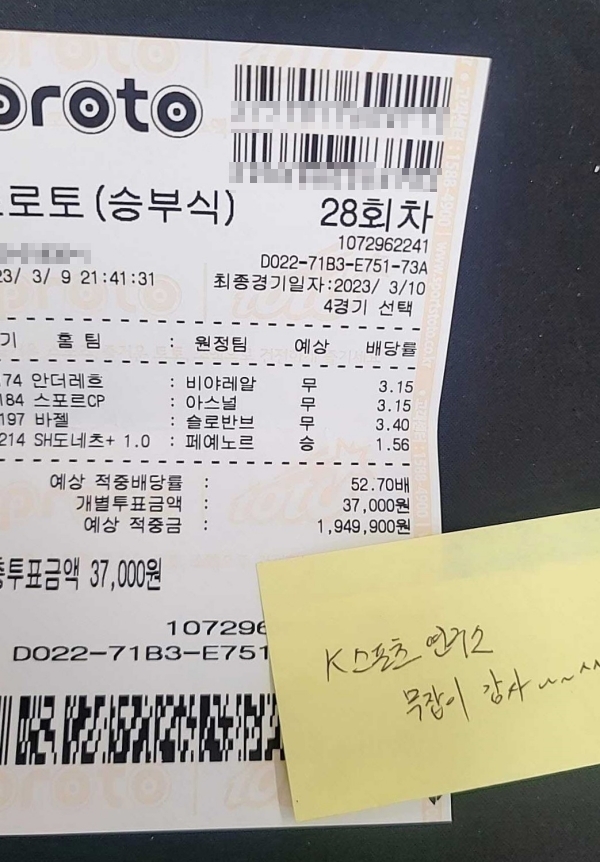 proto
프로토 (승부식) 28회차
1072962241
D022-71B3-E751-73A
23/ 3/ 9 21:41:31 최종경기일자:2023/ 3/10
4경기 선택
기 홈 팀 : 원정팀 예상 배당률
74 안더레흐 : 비야레알 무 3.15
184 스포르CP : 아스널 무 3.15
197 바젤 : 슬로반브 무 3.40
214 SH도네츠+ 1.0 : 페예노르 승 1.56
예상 적중배당률 : 52.70배
개별투표금액 : 37,000원
예상 적중금 : 1,949,900원
총투표금액 37,000원
107296
D022-71B3-E751
K스포츠 연구소
무잡이 감사~~^^